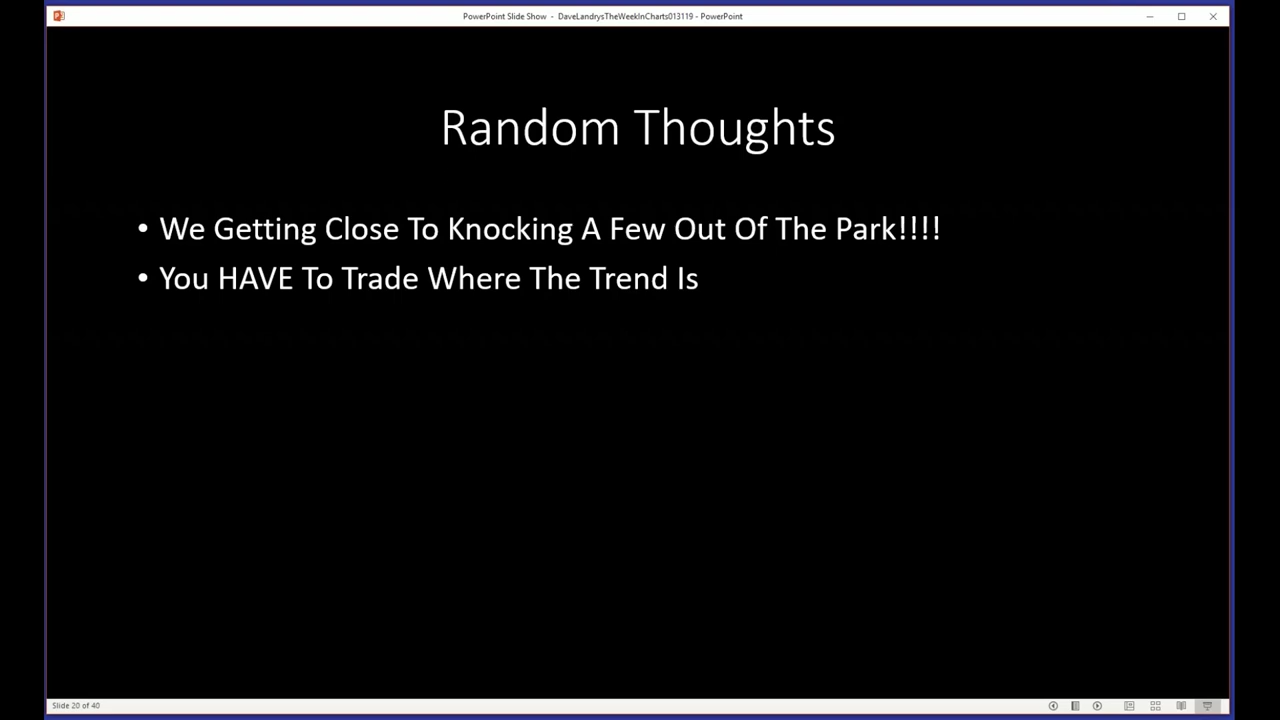 PowerPoint Slide Show - DaveLandrysTheWeekInCharts013119 - PowerPoint
Random Thoughts
• We Getting Close To Knocking A Few Out Of The Park!!!!
• You HAVE To Trade Where The Trend Is
Slide 20 of 40